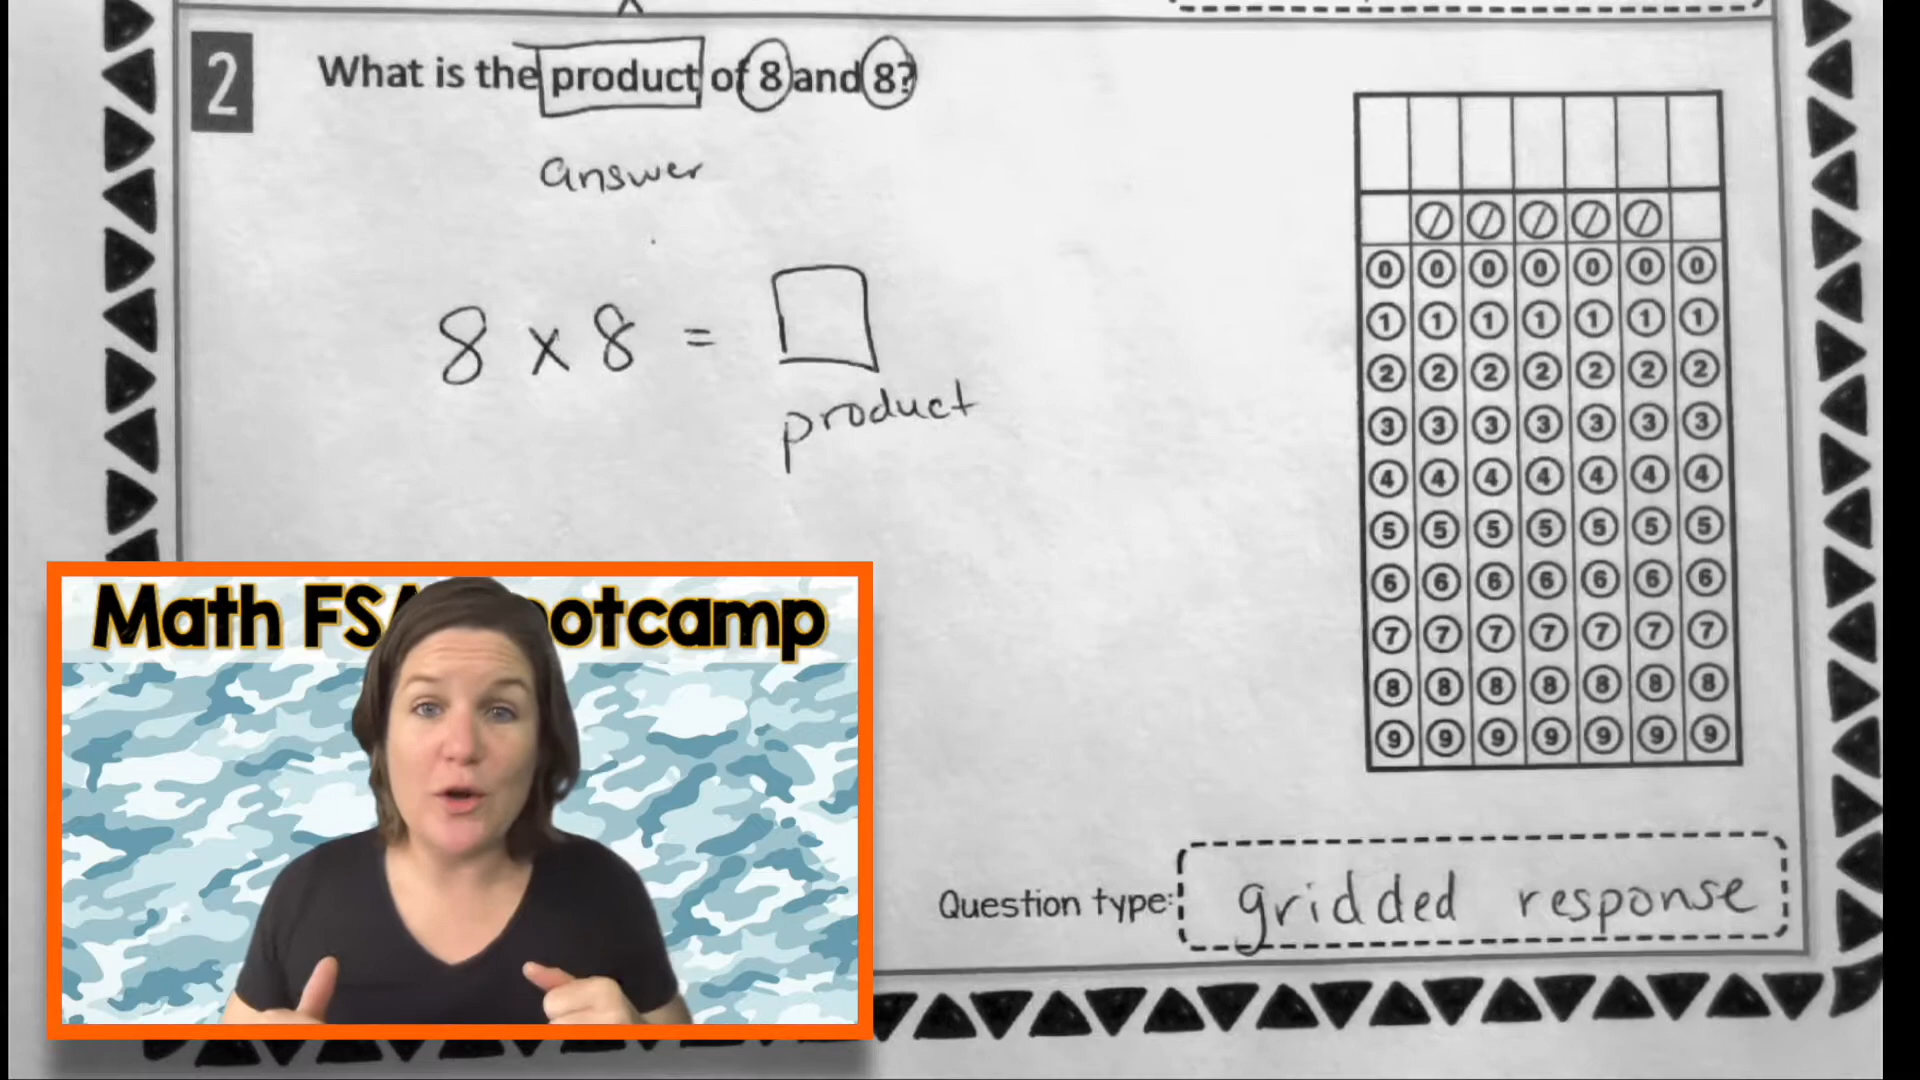 2 What is the product of 8 and 8?
answer
8 x 8 =
product
0 0 0 0 0 0 0
1 1 1 1 1 1 1
2 2 2 2 2 2 2
3 3 3 3 3 3 3
4 4 4 4 4 4 4
5 5 5 5 5 5 5
6 6 6 6 6 6 6
7 7 7 7 7 7 7
8 8 8 8 8 8 8
9 9 9 9 9 9 9
Math FSA ootcamp
Question type: gridded response